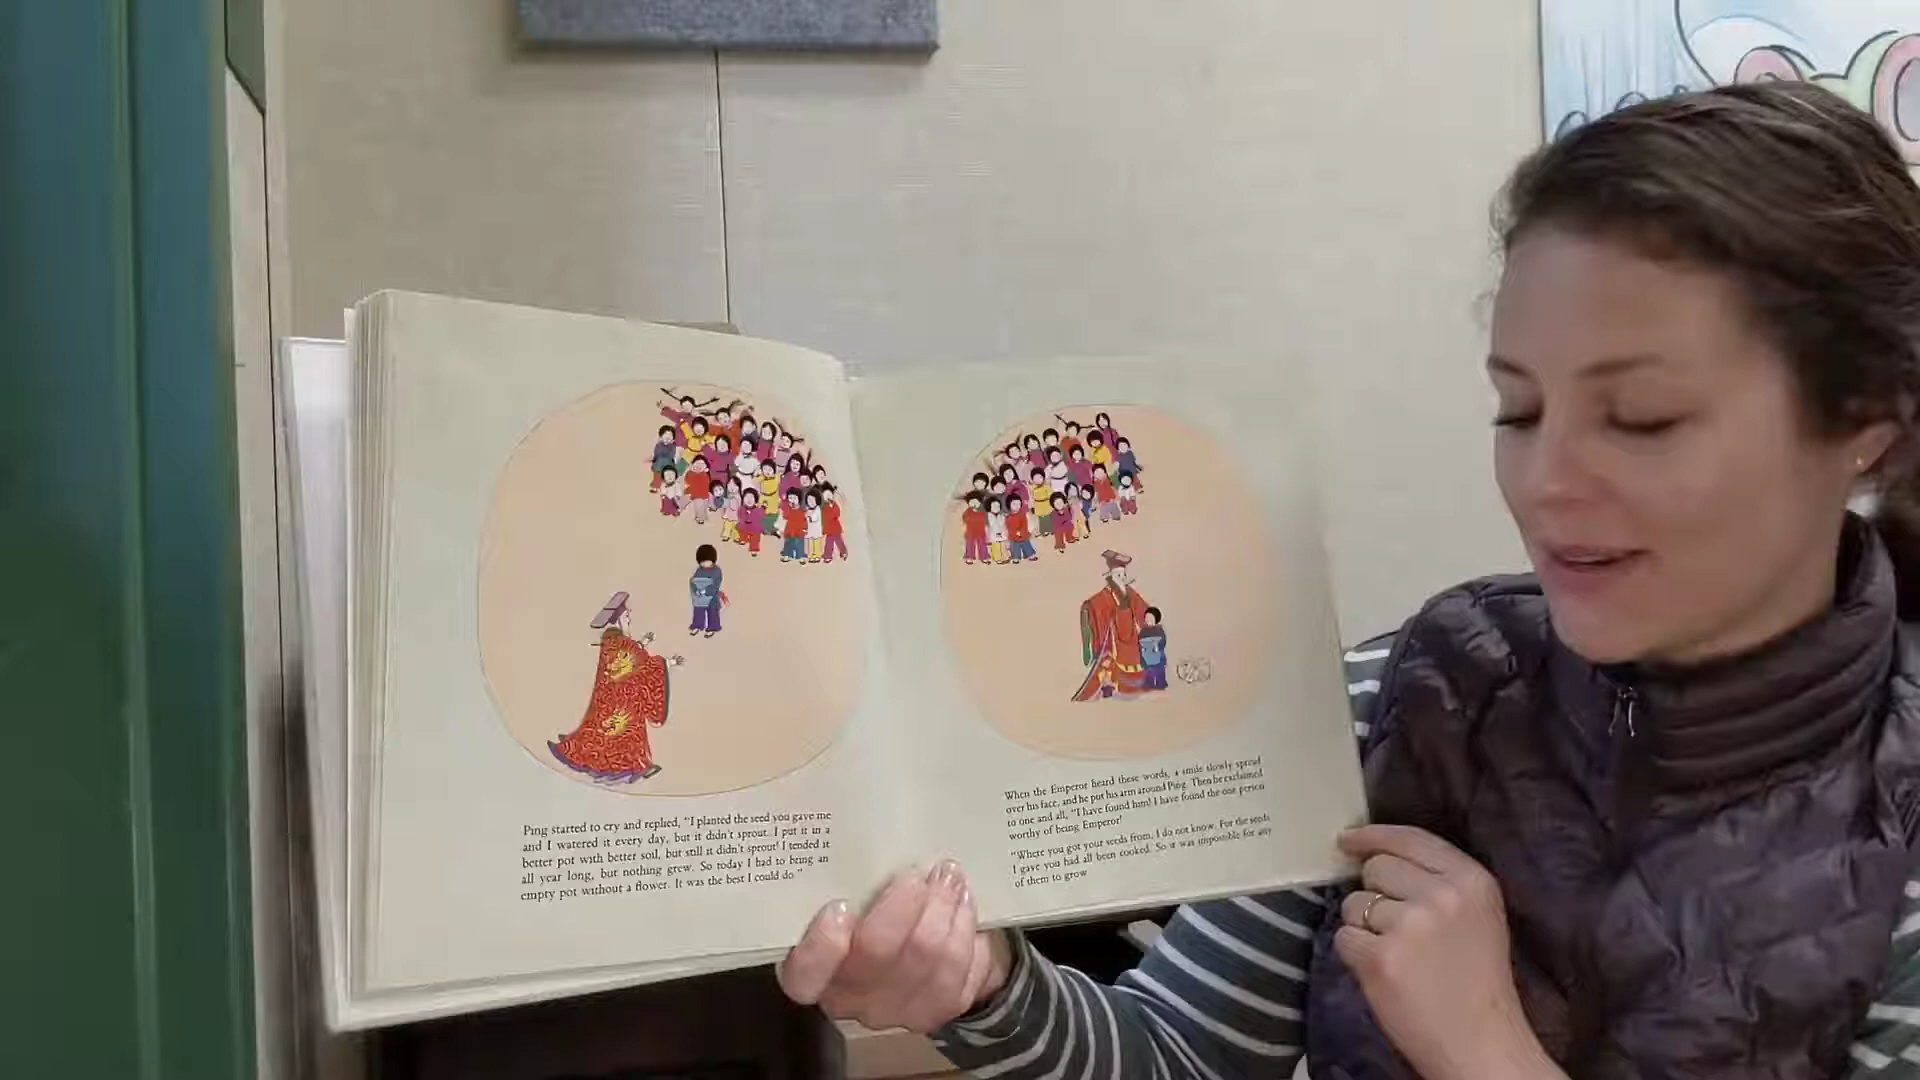 Ping started to cry and replied, "I planted the seed you gave me
and I watered it every day, but it didn't sprout. I put it in a
better pot with better soil, but still it didn't sprout! I tended it
all year long, but nothing grew. So today I had to bring an
empty pot without a flower. It was the best I could do."
When the Emperor heard these words, a smile slowly spread
over his face, and he put his arm around Ping. Then he exclaimed
to one and all, "I have found him! I have found the one person
worthy of being Emperor!
"Where you got your seeds from, I do not know. For the seeds
I gave you had all been cooked. So it was impossible for any
of them to grow